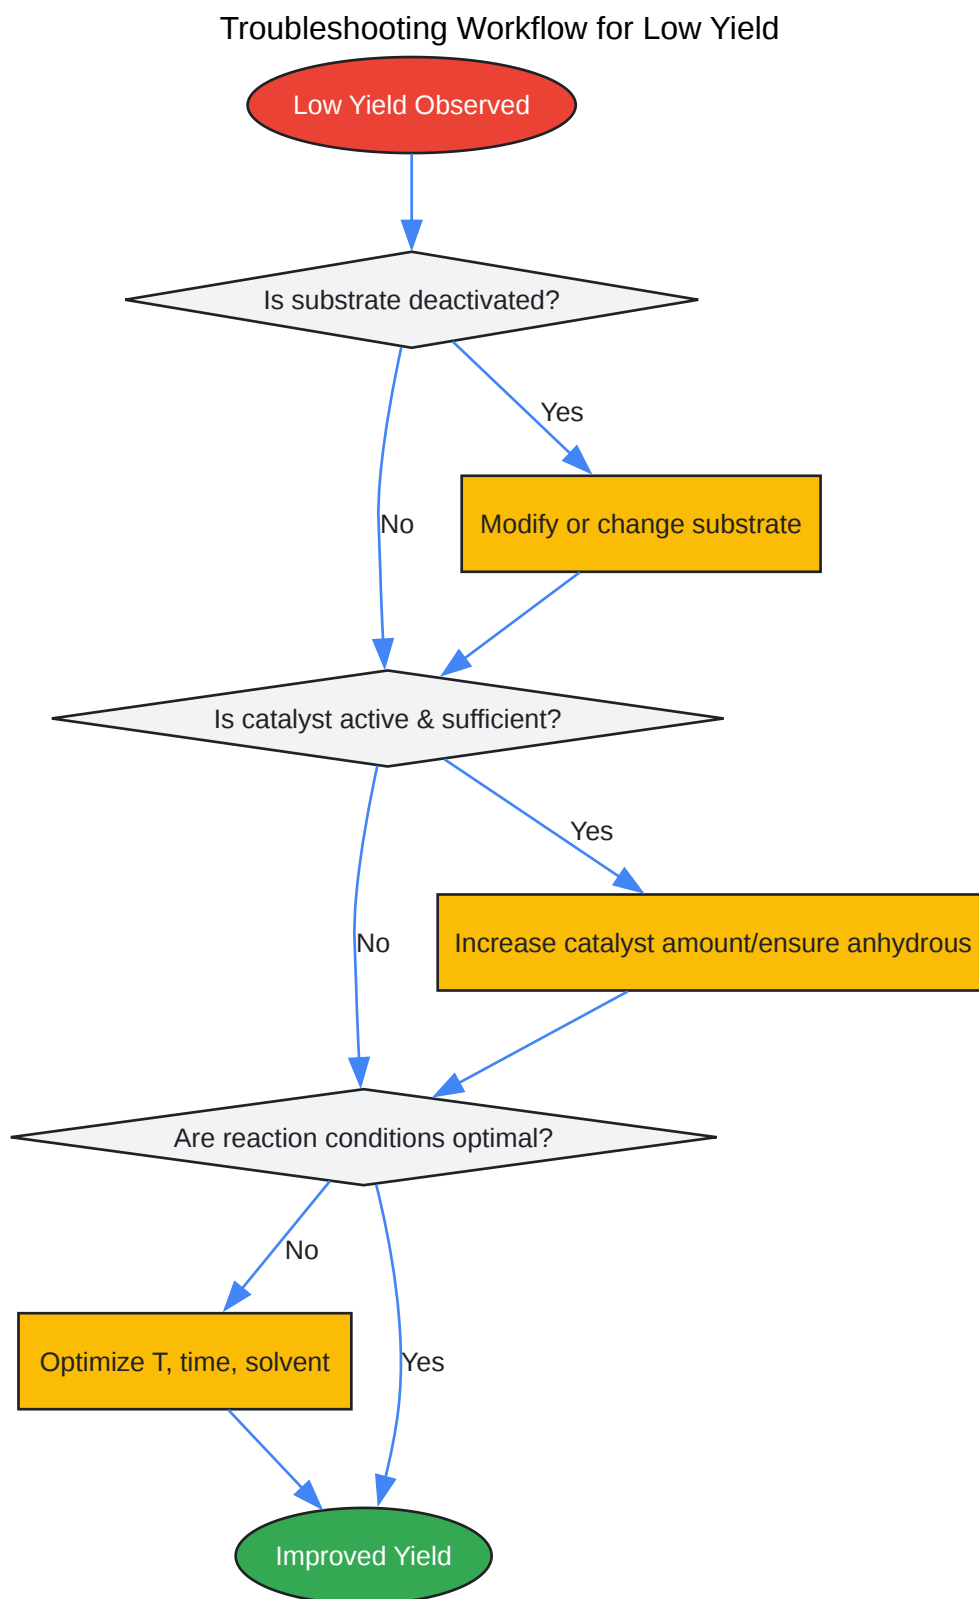 Troubleshooting Workflow for Low Yield
Low Yield Observed
Is substrate deactivated?
Yes
No
Modify or change substrate
Is catalyst active & sufficient?
Yes
No
Increase catalyst amount/ensure anhydrous
Are reaction conditions optimal?
No
Optimize T, time, solvent
Yes
Improved Yield